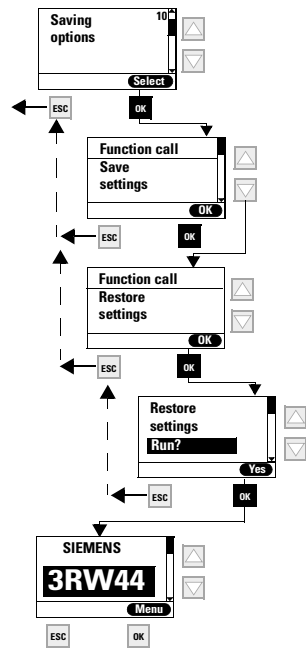 Saving 10
options
Select
ESC OK
Function call
Save
settings
OK
ESC OK
Function call
Restore
settings
OK
ESC OK
Restore
settings
Run?
Yes
ESC OK
SIEMENS
3RW44
Menu
ESC OK